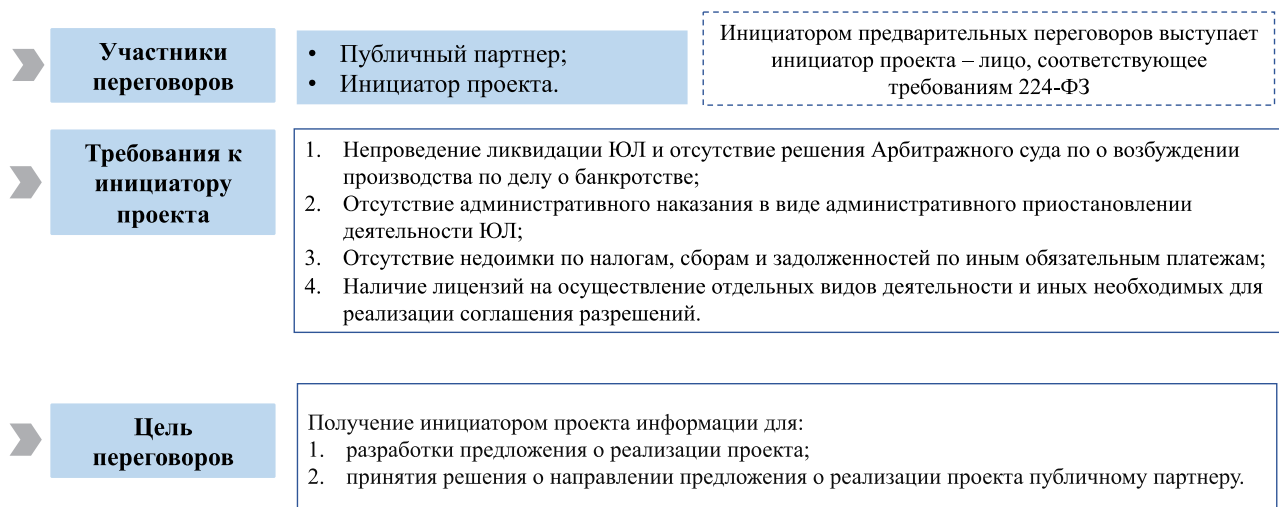 Участники
переговоров
• Публичный партнер;
• Инициатор проекта.
Инициатором предварительных переговоров выступает
инициатор проекта – лицо, соответствующее
требованиям 224-ФЗ
Требования к
инициатору
проекта
1. Непроведение ликвидации ЮЛ и отсутствие решения Арбитражного суда по о возбуждении
производства по делу о банкротстве;
2. Отсутствие административного наказания в виде административного приостановлении
деятельности ЮЛ;
3. Отсутствие недоимки по налогам, сборам и задолженностей по иным обязательным платежам;
4. Наличие лицензий на осуществление отдельных видов деятельности и иных необходимых для
реализации соглашения разрешений.
Цель
переговоров
Получение инициатором проекта информации для:
1. разработки предложения о реализации проекта;
2. принятия решения о направлении предложения о реализации проекта публичному партнеру.